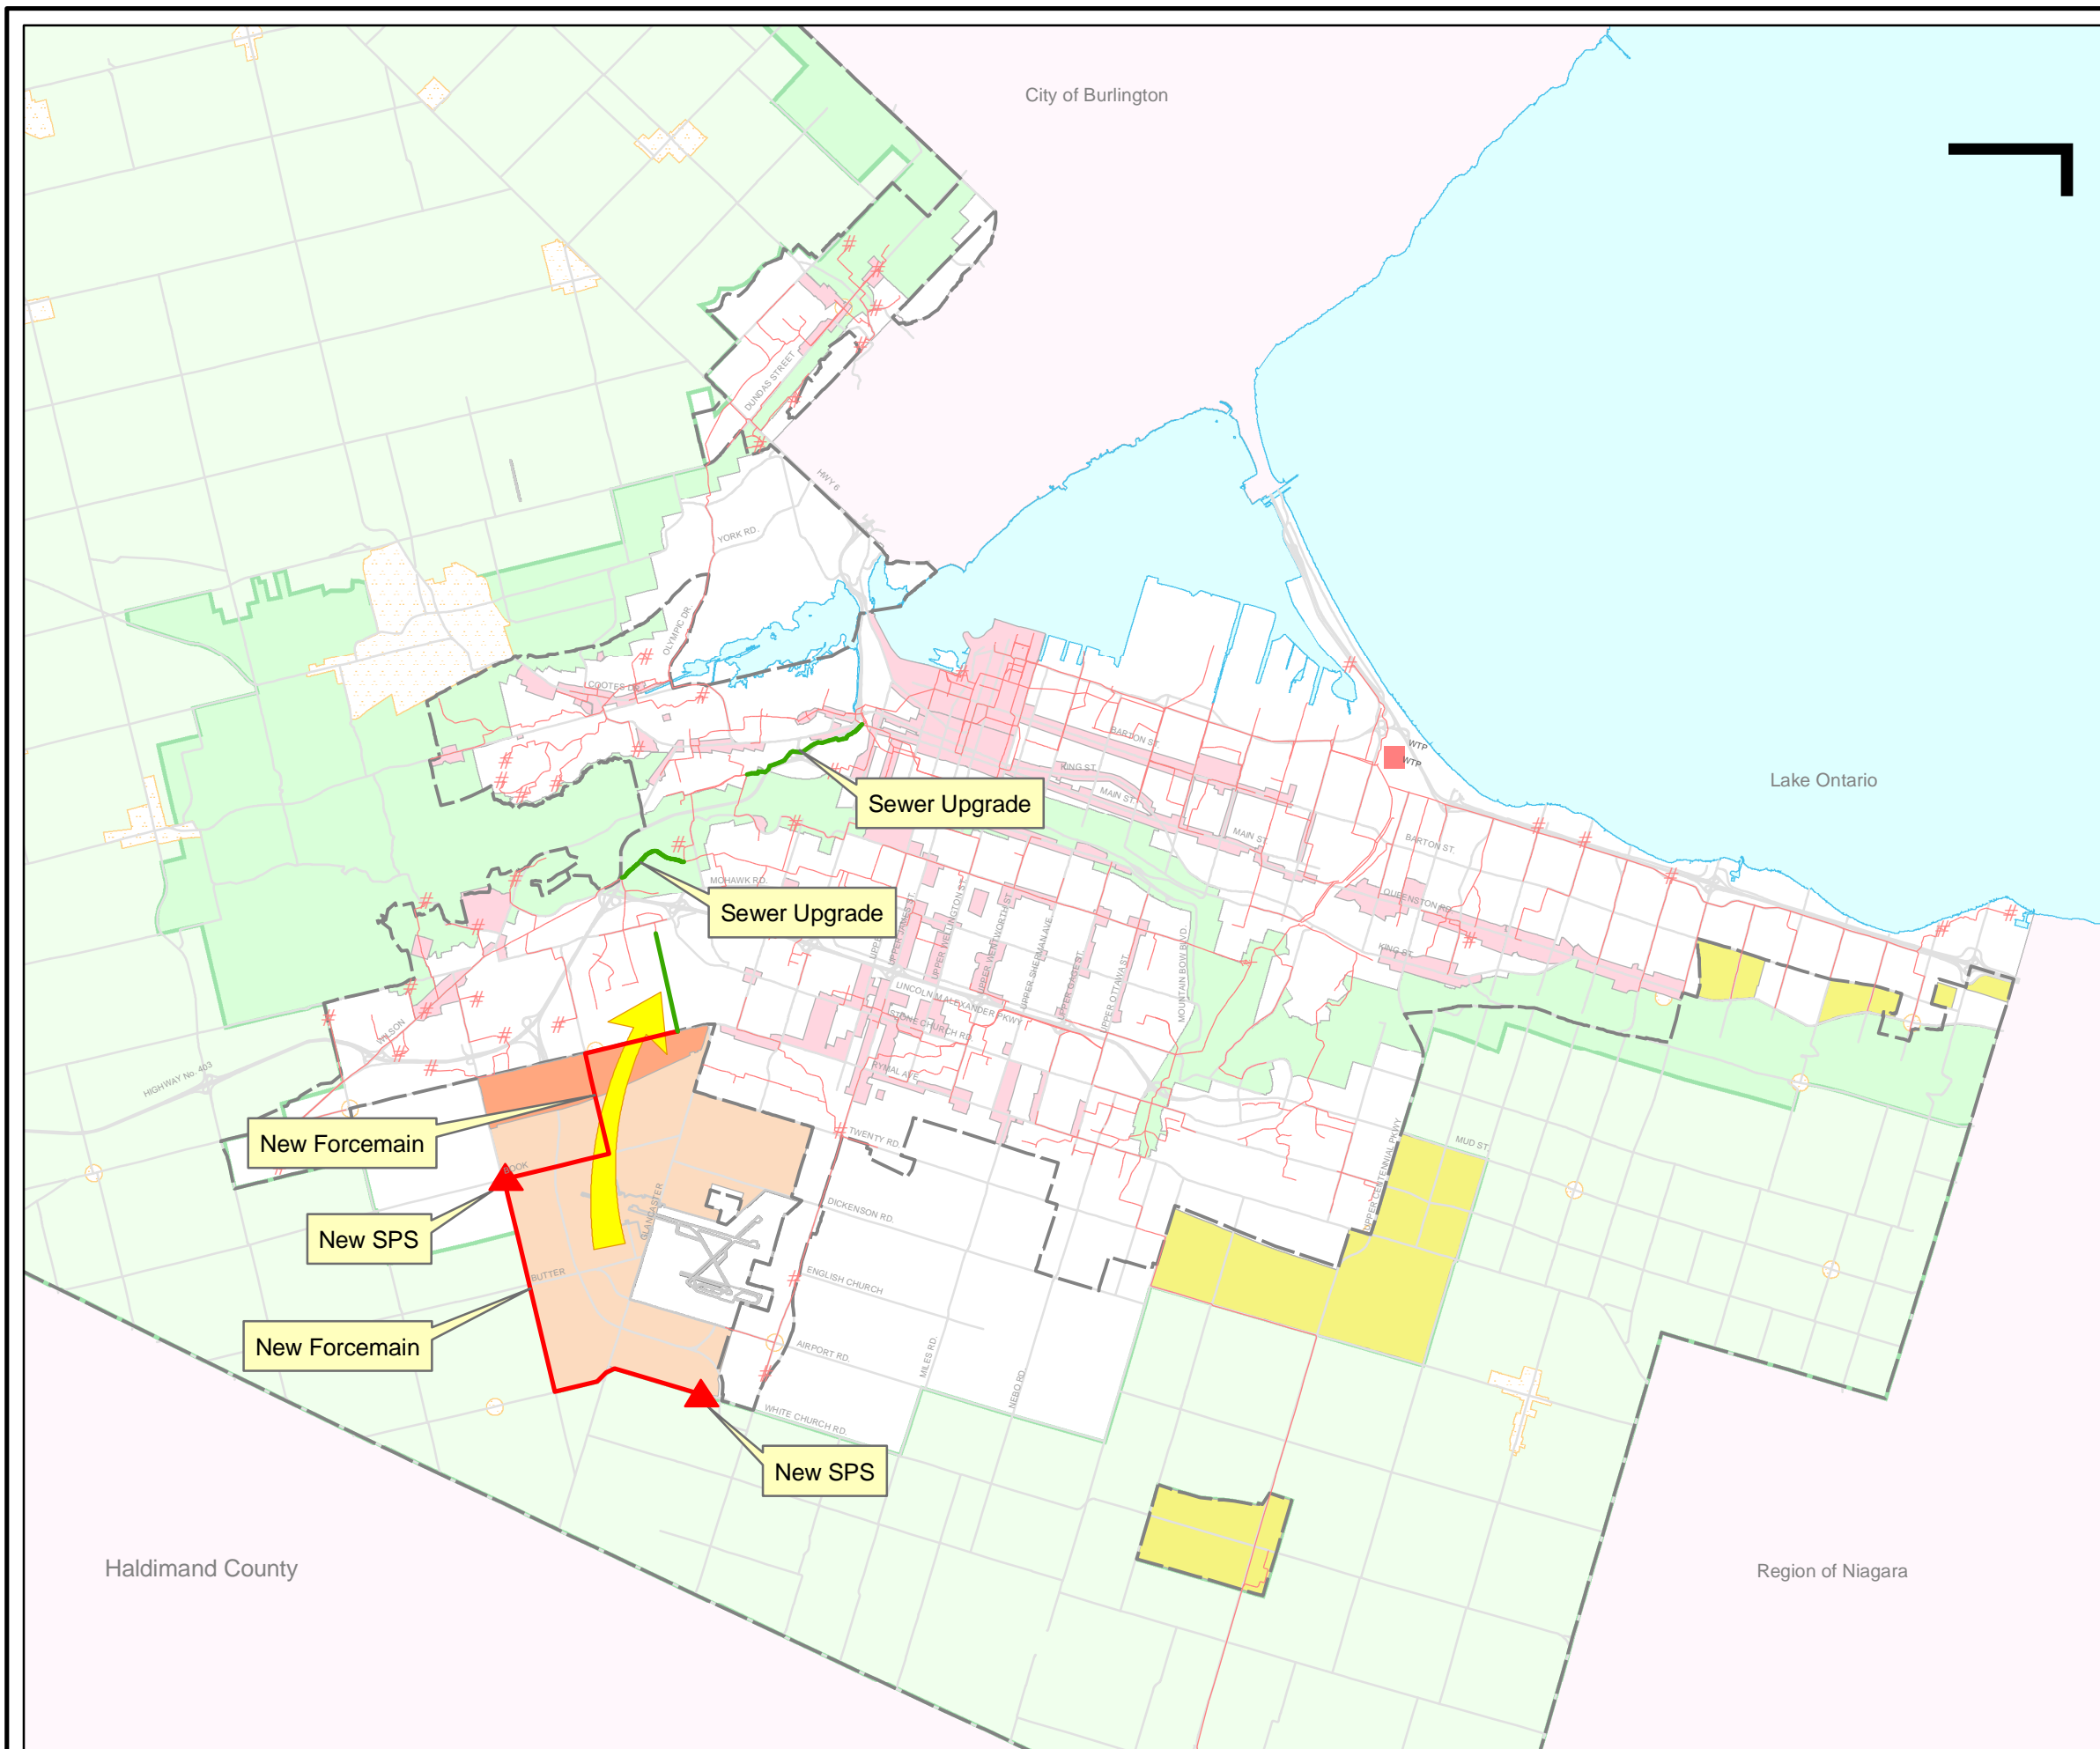 City of Burlington
DUNDAS STREET
HWY 6
YORK RD.
OLYMPIC DR.
COOTES DR.
BARTON ST.
WTP
WTP
KING ST.
Lake Ontario
MAIN ST.
Sewer Upgrade
MAIN ST.
BARTON ST.
MOHAWK RD.
QUEENSTON RD.
Sewer Upgrade
UPPER JAMES ST.
UPPER WELLINGTON ST.
UPPER WENTWORTH ST.
UPPER SHERMAN AVE.
UPPER GAGE ST.
UPPER OTTAWA ST.
MOUNTAIN BOW BLVD.
KING ST.
LINCOLN M.ALEXANDER PKWY
STONE CHURCH RD.
WILSON
HIGHWAY No. 403
RYMAL AVE
New Forcemain
TWENTY RD.
UPPER CENTENNIAL PKWY
MUD ST.
BOOK
GLANCASTER
DICKENSON RD.
New SPS
BUTTER
ENGLISH CHURCH
New Forcemain
AIRPORT RD.
MILES RD.
NEBO RD.
WHITE CHURCH RD.
New SPS
Haldimand County
Region of Niagara